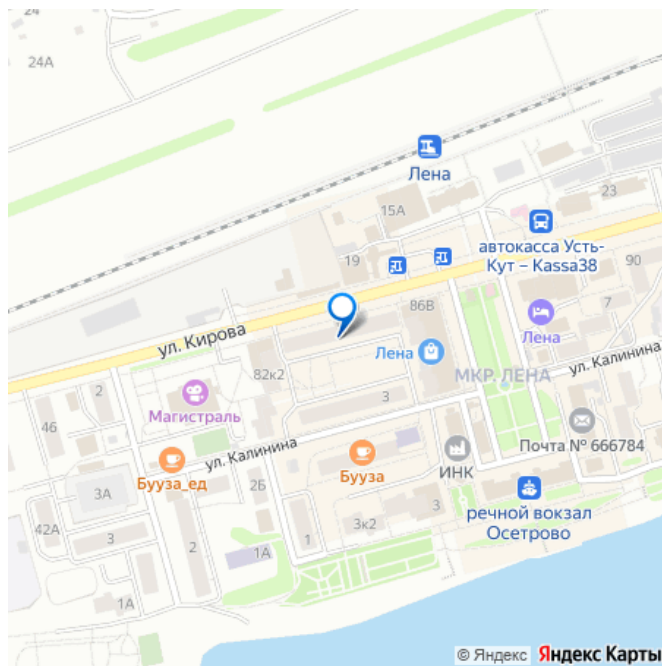 24
24А
Лена
15А
23
автокасса Усть-
Кут – Kassa38
19
90
86В
7
ул. Кирова
Лена
Лена
ул. Калинина
82к2
МКР. ЛЕНА
2
Магистраль
3
4б
ул. Калинина
Почта № 666784
Бууза_ед
Бууза
ИНК
2Б
3А
речной вокзал
Осетрово
42А
3
2
1А
1
3к2
3
1А
© Яндекс Яндекс Карты